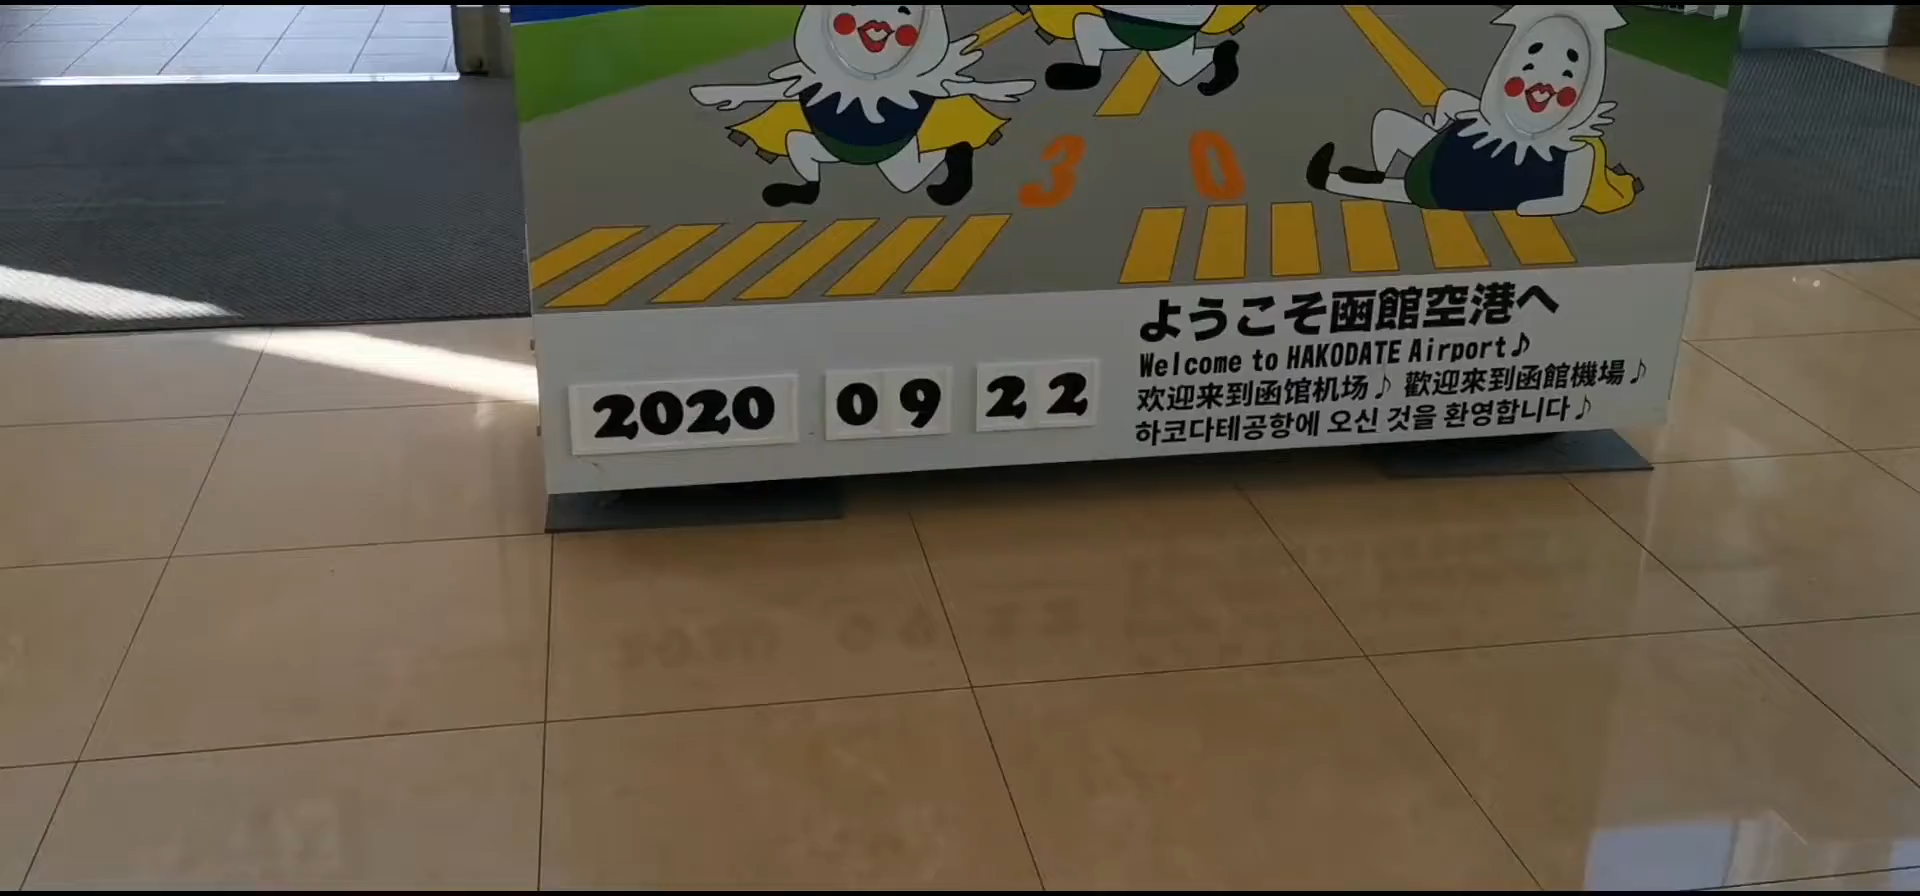 3 0
2020 09 22
ようこそ函館空港へ
Welcome to HAKODATE Airport♪
欢迎来到函馆机场♪ 歡迎來到函館機場♪
하코다테공항에 오신 것을 환영합니다♪